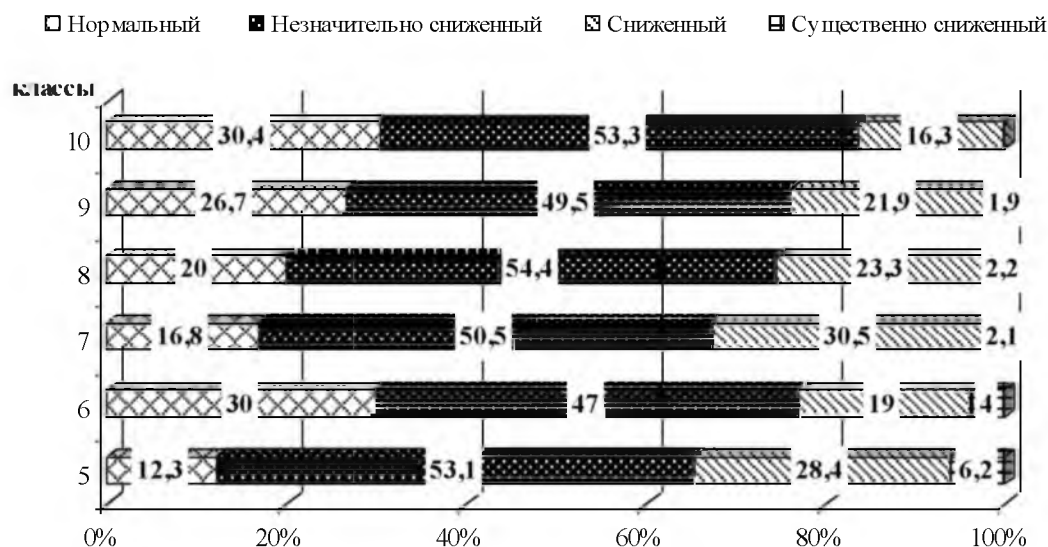 Нормальный Незначительно сниженный Сниженный Существенно сниженный
классы
10 30,4 53,3 16,3
9 26,7 49,5 21,9 1,9
8 20 54,4 23,3 2,2
7 16,8 50,5 30,5 2,1
6 30 47 19 4
5 12,3 53,1 28,4 6,2
0% 20% 40% 60% 80% 100%